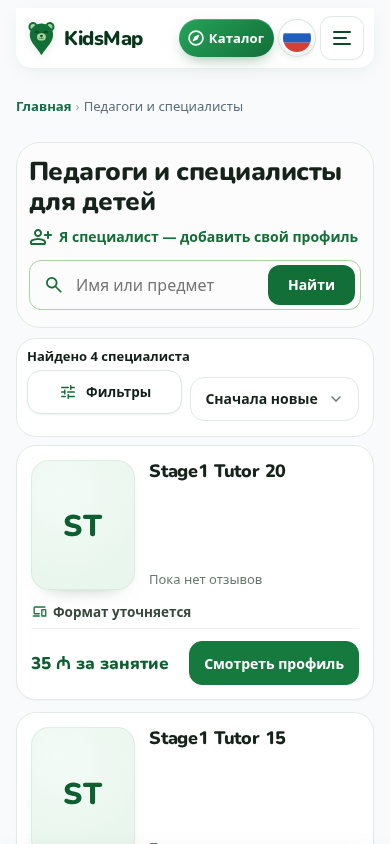 KidsMap
Каталог
Главная › Педагоги и специалисты
Педагоги и специалисты
для детей
Я специалист — добавить свой профиль
Имя или предмет
Найти
Найдено 4 специалиста
Фильтры
Сначала новые
ST
Stage1 Tutor 20
Пока нет отзывов
Формат уточняется
35 ₼ за занятие
Смотреть профиль
ST
Stage1 Tutor 15